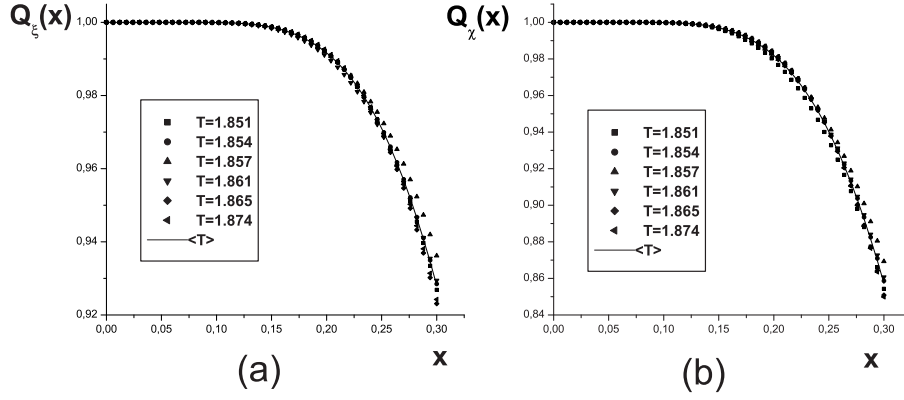 Q_ξ(x)
1,00
0,98
0,96
0,94
0,92
T=1.851
T=1.854
T=1.857
T=1.861
T=1.865
T=1.874
<T>
0,00 0,05 0,10 0,15 0,20 0,25 0,30
x
(a)
Q_χ(x)
1,00
0,98
0,96
0,94
0,92
0,90
0,88
0,86
0,84
T=1.851
T=1.854
T=1.857
T=1.861
T=1.865
T=1.874
<T>
0,00 0,05 0,10 0,15 0,20 0,25 0,30
x
(b)